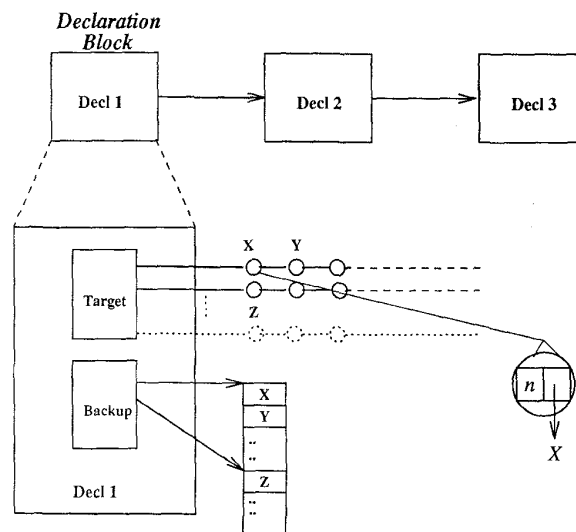 Declaration
Block
Decl 1
Decl 2
Decl 3
X Y
Target
Z
Backup
X
Y
Z
n
X
Decl 1